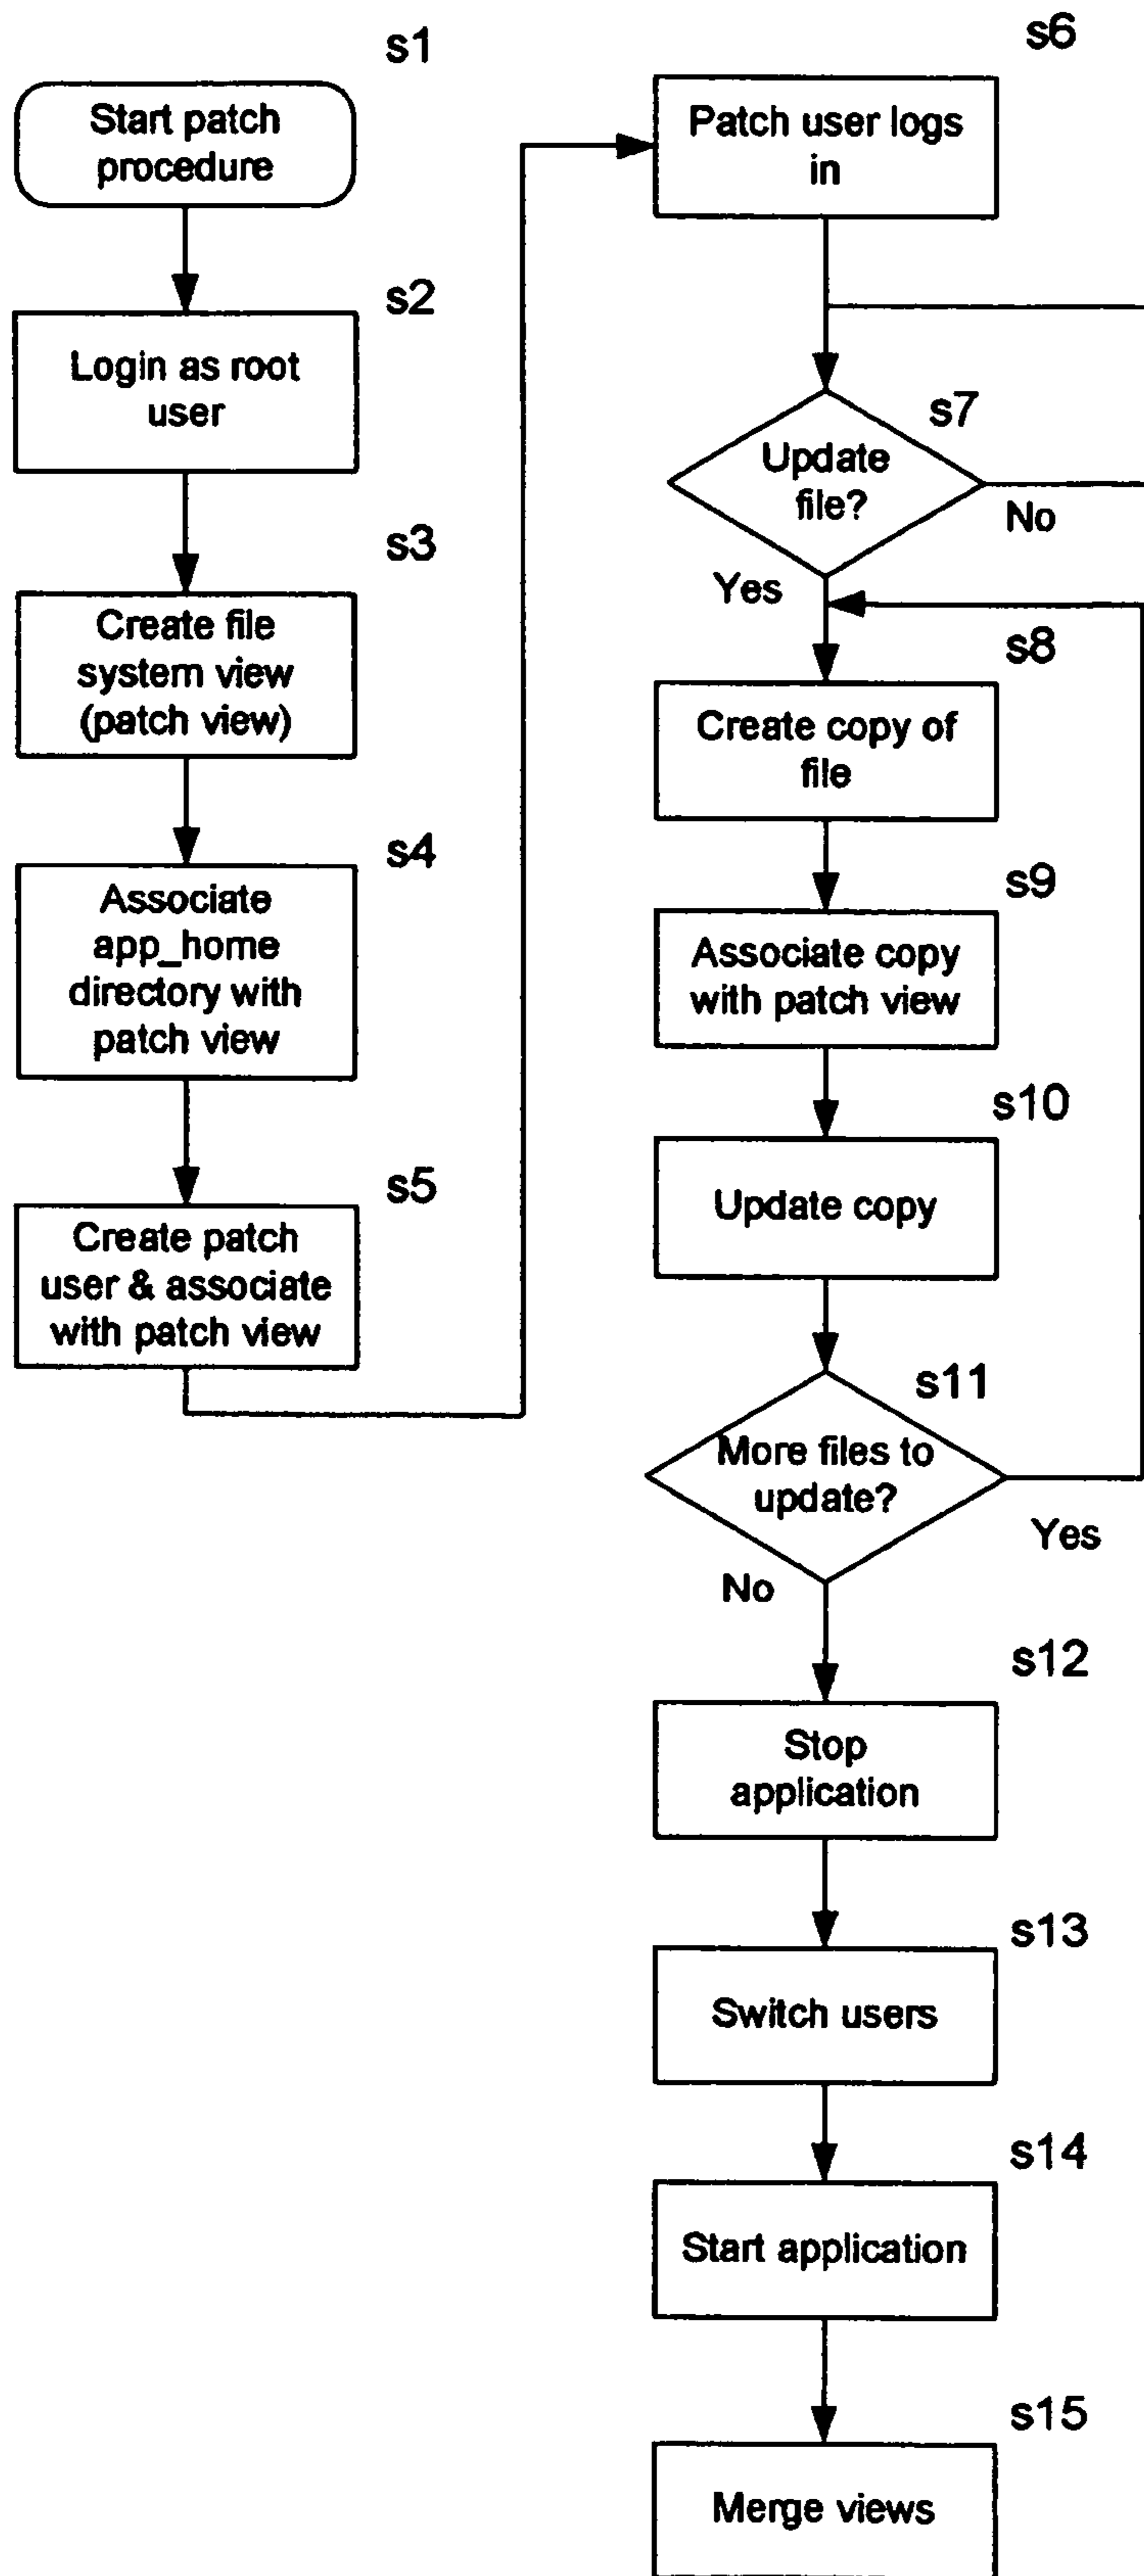 s1
Start patch
procedure
s2
Login as root
user
s3
Create file
system view
(patch view)
s4
Associate
app_home
directory with
patch view
s5
Create patch
user & associate
with patch view
s6
Patch user logs
in
s7
Update
file?
No
Yes
s8
Create copy of
file
s9
Associate copy
with patch view
s10
Update copy
s11
More files to
update?
Yes
No
s12
Stop
application
s13
Switch users
s14
Start application
s15
Merge views